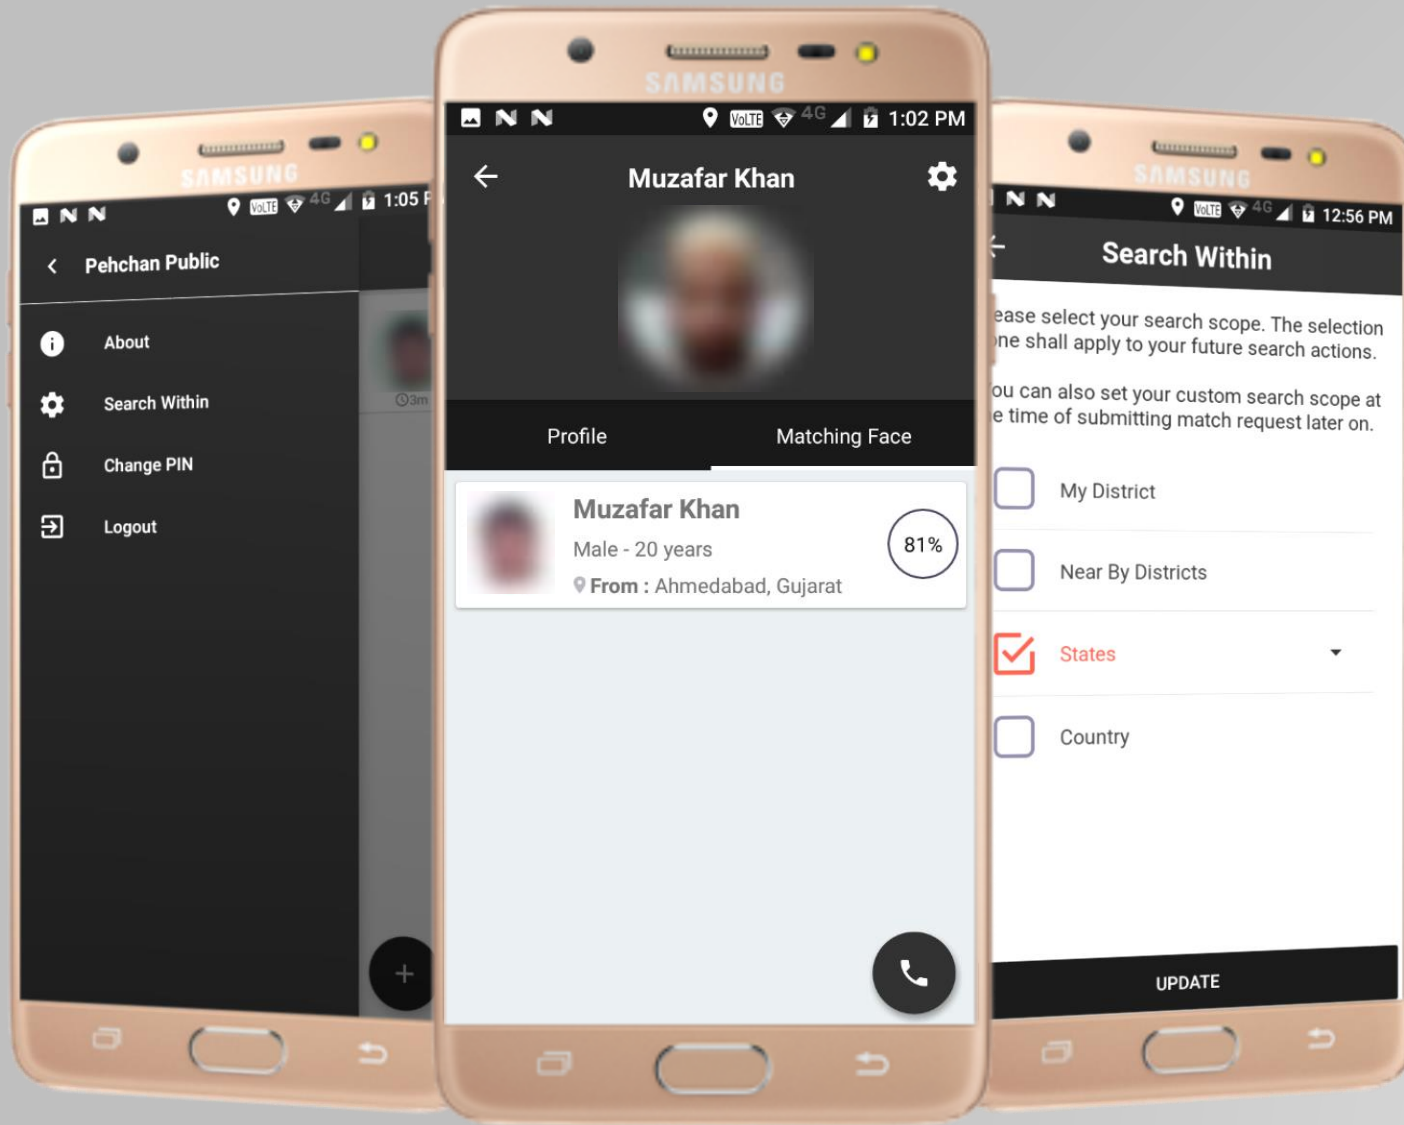 SAMSUNG
VoLTE 4G 1:05
Pehchan Public
About
Search Within
Change PIN
Logout
3m
SAMSUNG
VoLTE 4G 1:02 PM
Muzafar Khan
Profile
Matching Face
Muzafar Khan
Male - 20 years
From : Ahmedabad, Gujarat
81%
SAMSUNG
VoLTE 4G 12:56 PM
Search Within
ease select your search scope. The selection
ne shall apply to your future search actions.
ou can also set your custom search scope at
e time of submitting match request later on.
My District
Near By Districts
States
Country
UPDATE